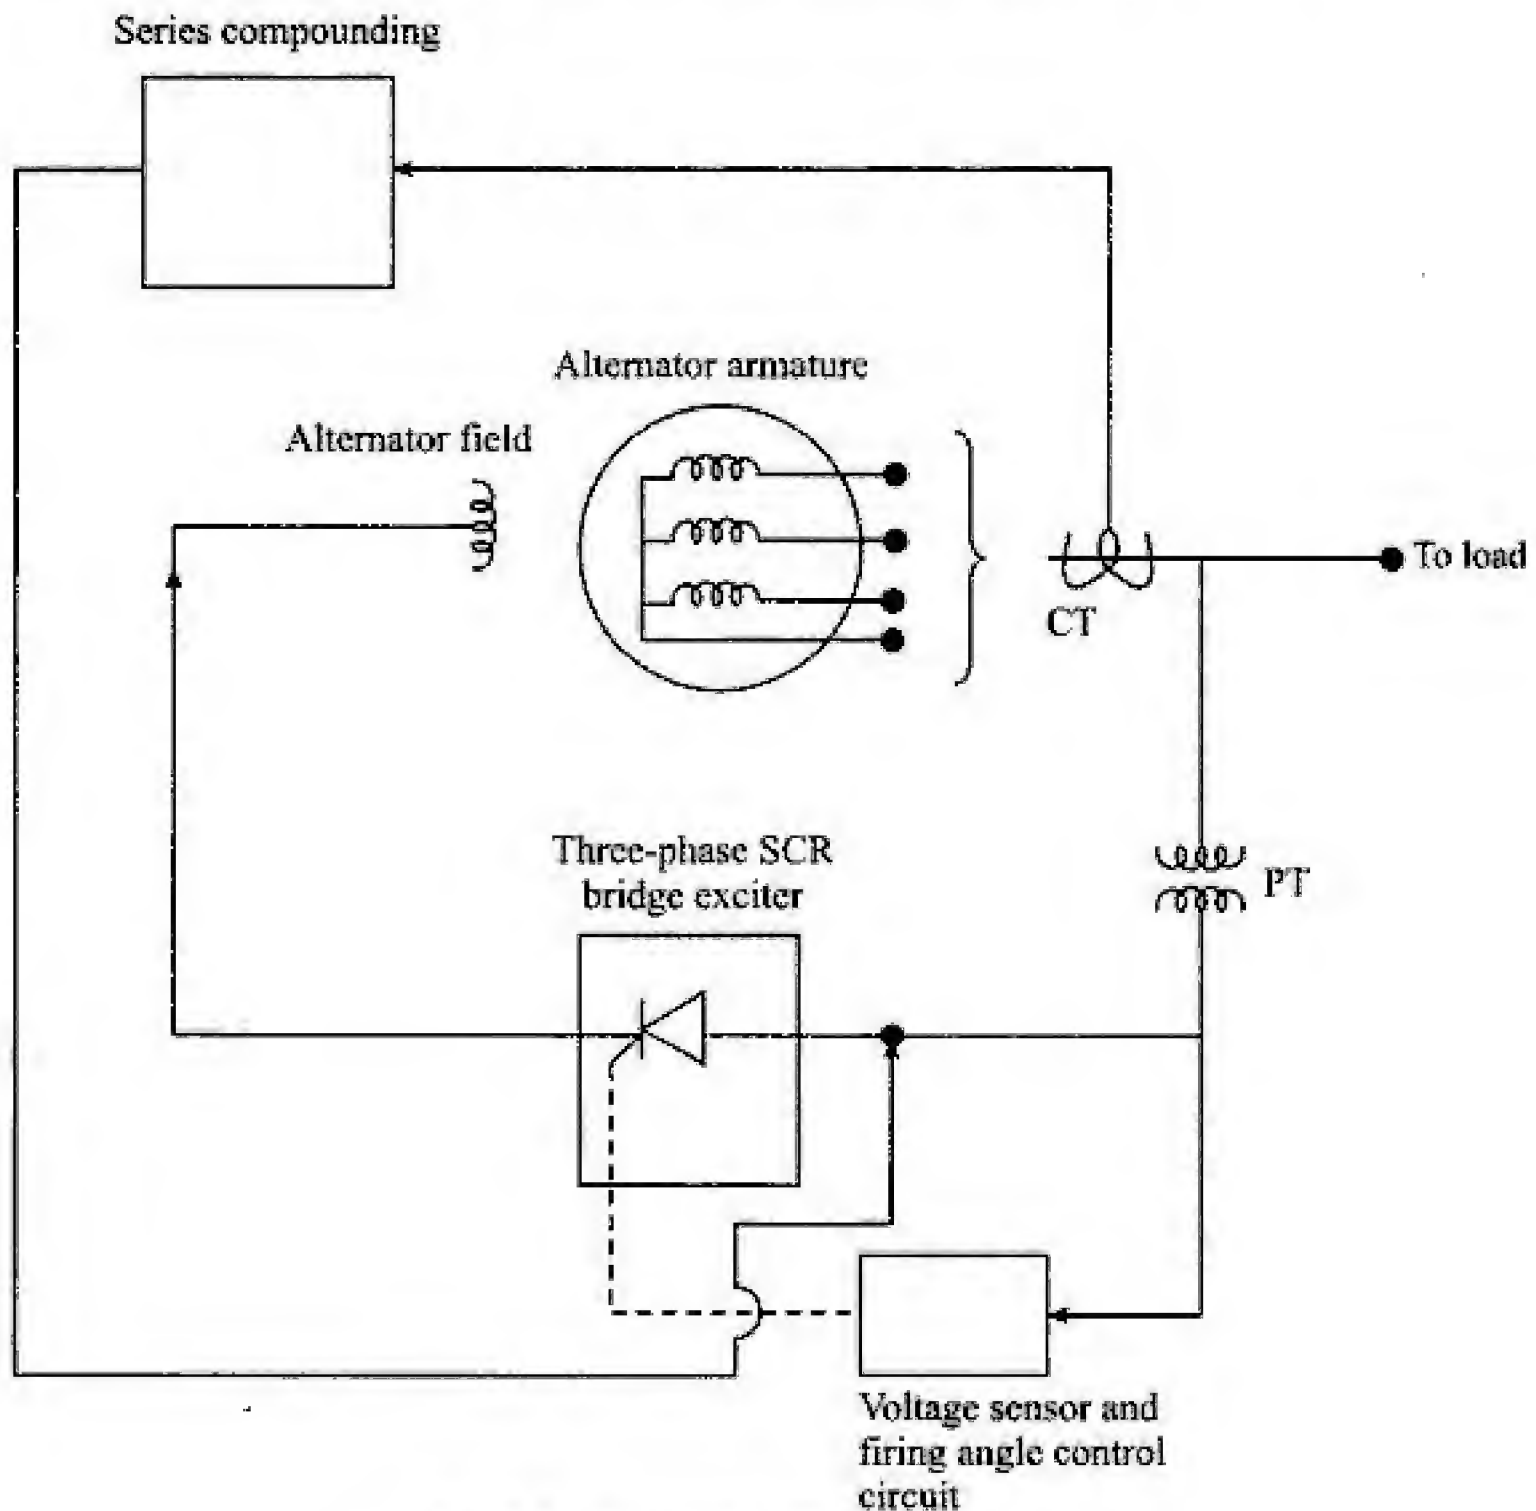 Series compounding
Alternator armature
Alternator field
To load
CT
Three-phase SCR
bridge exciter
PT
Voltage sensor and
firing angle control
circuit